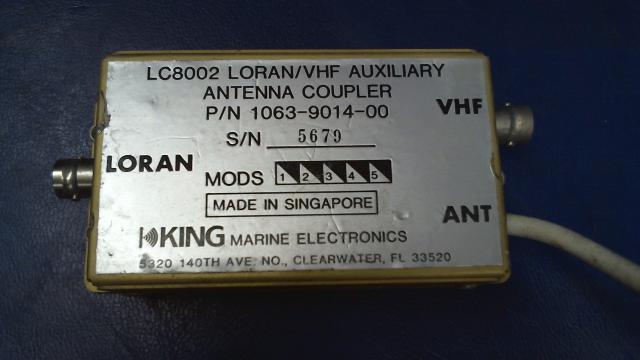 LC8002 LORAN/VHF AUXILIARY
ANTENNA COUPLER
P/N 1063-9014-00
S/N 5679
VHF
LORAN
MODS 1 2 3 4 5
MADE IN SINGAPORE
ANT
KING MARINE ELECTRONICS
5320 140TH AVE. NO., CLEARWATER, FL 33520